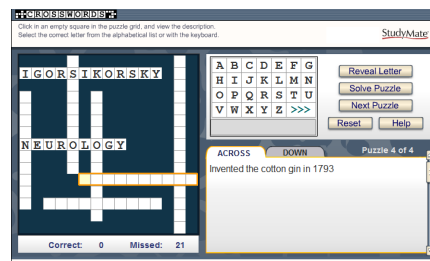 CROSSWORDS
Click in an empty square in the puzzle grid, and view the description.
Select the correct letter from the alphabetical list or with the keyboard.
StudyMate
IGORSIKORSKY
NEUROLOGY
Correct: 0 Missed: 21
A B C D E F G
H I J K L M N
O P Q R S T U
V W X Y Z >>>
Reveal Letter
Solve Puzzle
Next Puzzle
Reset Help
ACROSS DOWN Puzzle 4 of 4
Invented the cotton gin in 1793